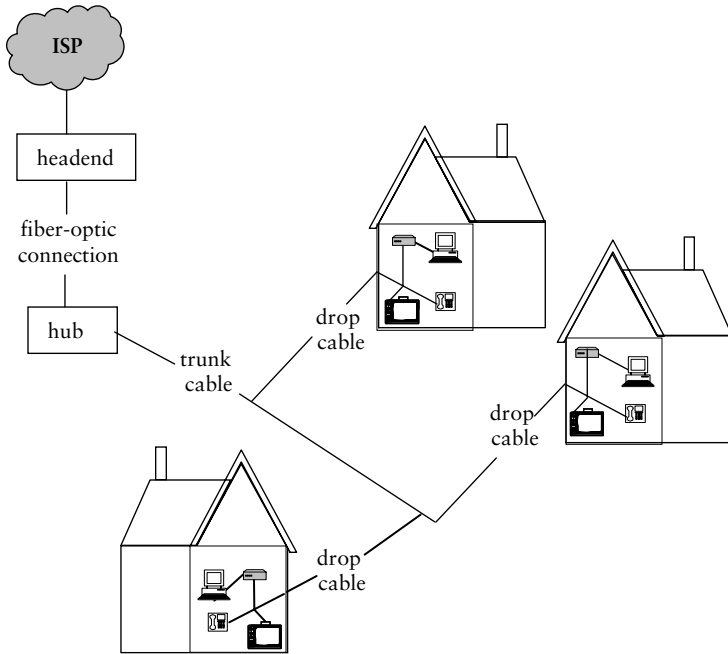 ISP
headend
fiber-optic
connection
hub
trunk
cable
drop
cable
drop
cable
drop
cable